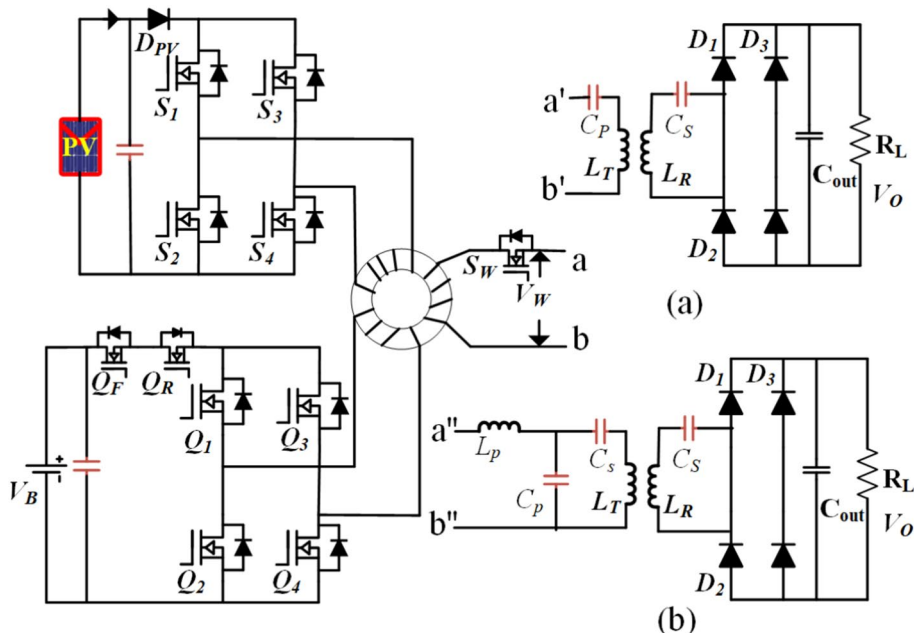 D_PV
S_1
S_3
PV
S_2
S_4
S_W
a
V_W
b
Q_F
Q_R
Q_1
Q_3
V_B
+
-
Q_2
Q_4
a'
C_P
C_S
b'
L_T
L_R
D_1
D_3
D_2
C_out
R_L
V_O
(a)
a"
L_p
C_p
C_s
C_S
b"
L_T
L_R
D_1
D_3
D_2
C_out
R_L
V_O
(b)